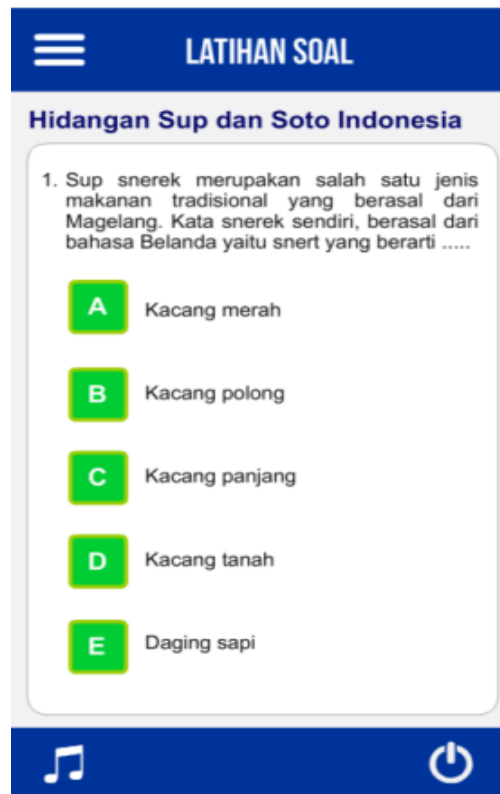 LATIHAN SOAL
Hidangan Sup dan Soto Indonesia
1. Sup snerek merupakan salah satu jenis
makanan tradisional yang berasal dari
Magelang. Kata snerek sendiri, berasal dari
bahasa Belanda yaitu snert yang berarti .....
A Kacang merah
B Kacang polong
C Kacang panjang
D Kacang tanah
E Daging sapi